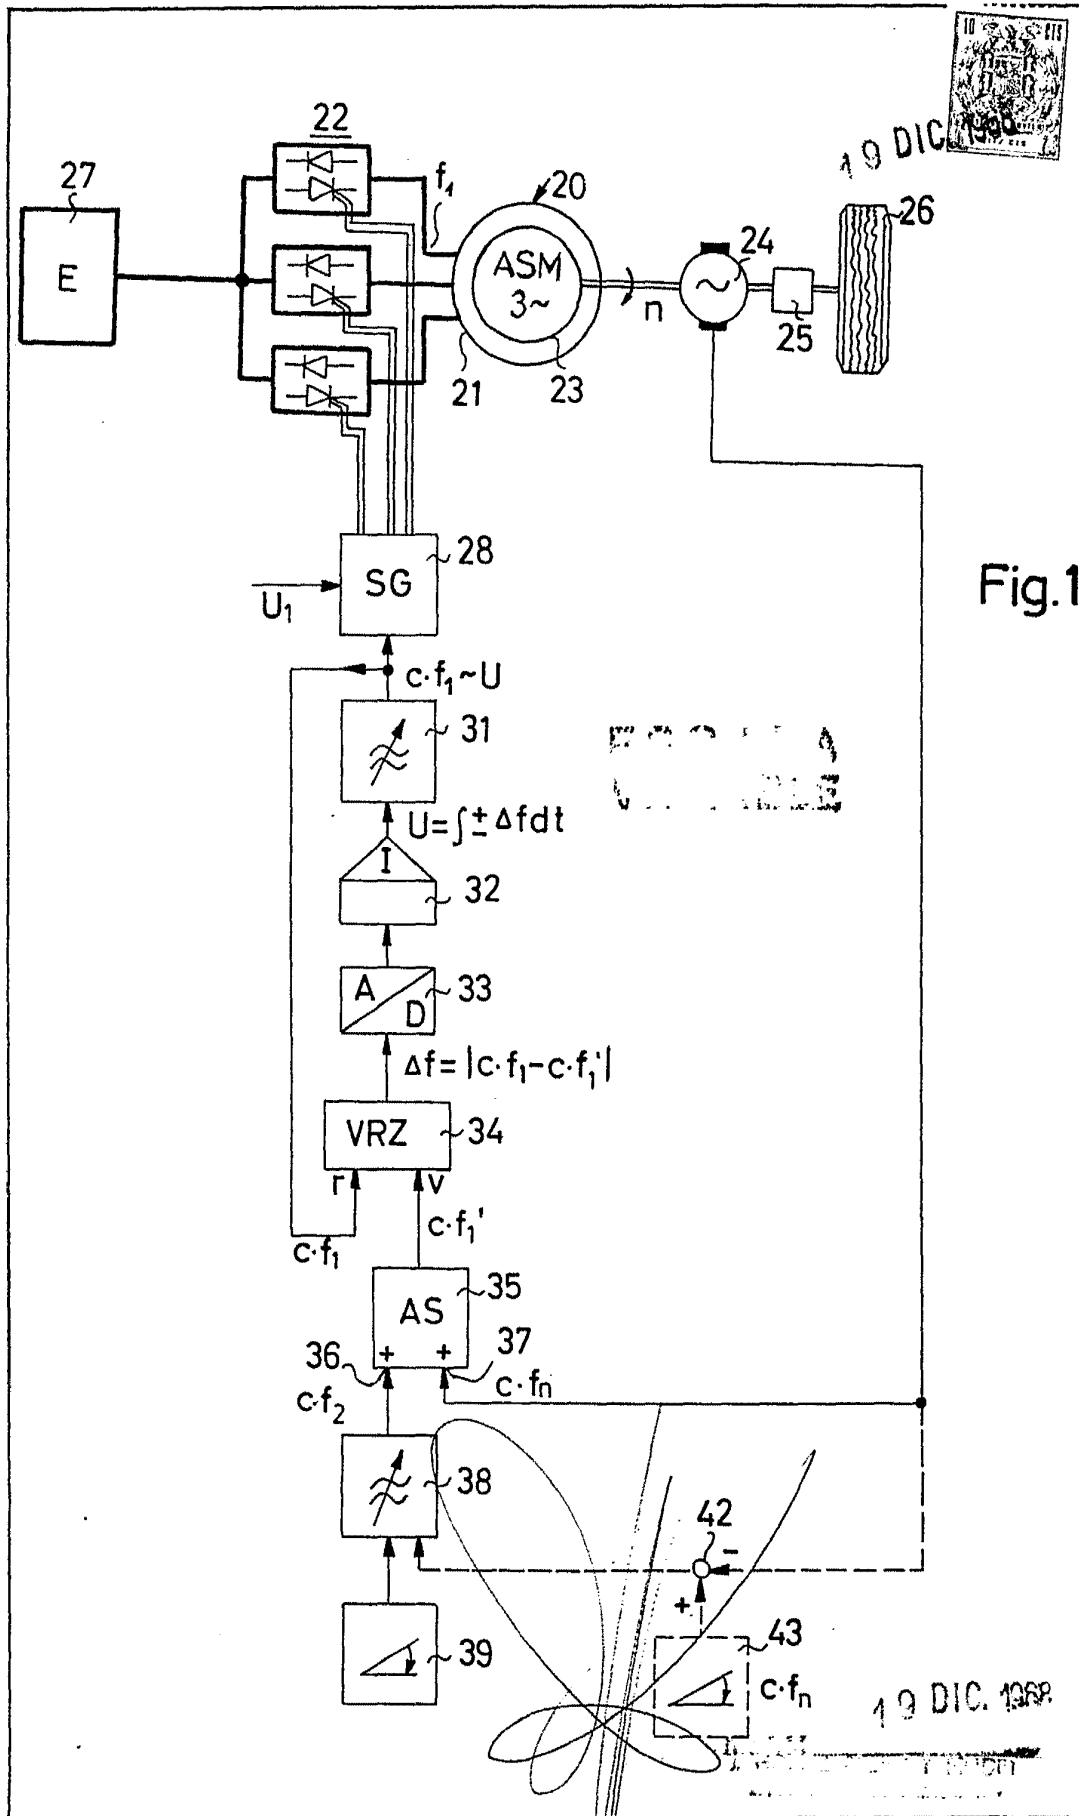 19 DIC. 1968
22
27
E
f₁
20
ASM
3~
21
23
n
24
~
25
26
28
SG
U₁
Fig.1
c·f₁~U
31
U=∫±Δfdt
I
32
A
D
33
Δf=|c·f₁-c·f₁'|
VRZ
34
r
v
c·f₁
c·f₁'
35
AS
+ +
36
37
c·f₂
c·fn
38
42
-
+
39
43
c·fn
19 DIC. 1968